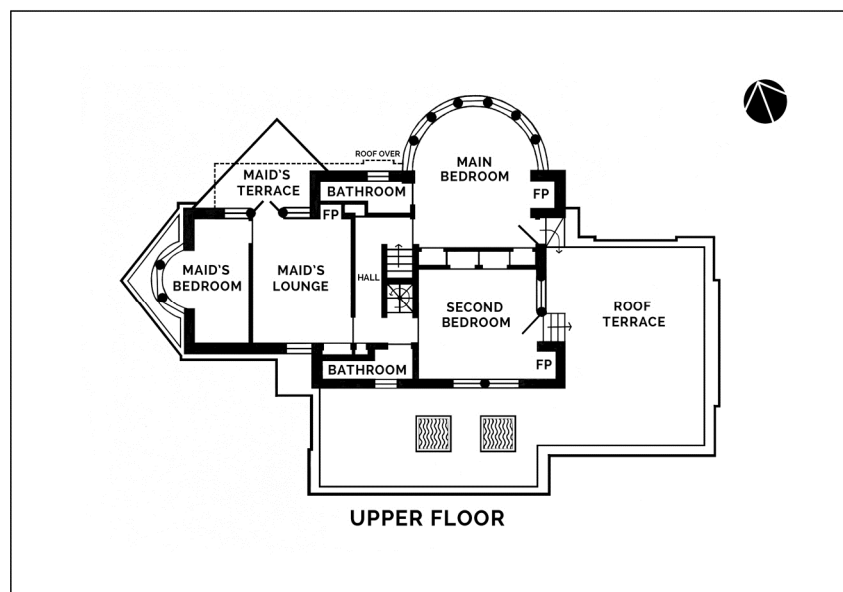 ROOF OVER
MAID'S
TERRACE
BATHROOM
MAIN
BEDROOM
FP
FP
MAID'S
BEDROOM
MAID'S
LOUNGE
HALL
SECOND
BEDROOM
ROOF
TERRACE
BATHROOM
FP
UPPER FLOOR